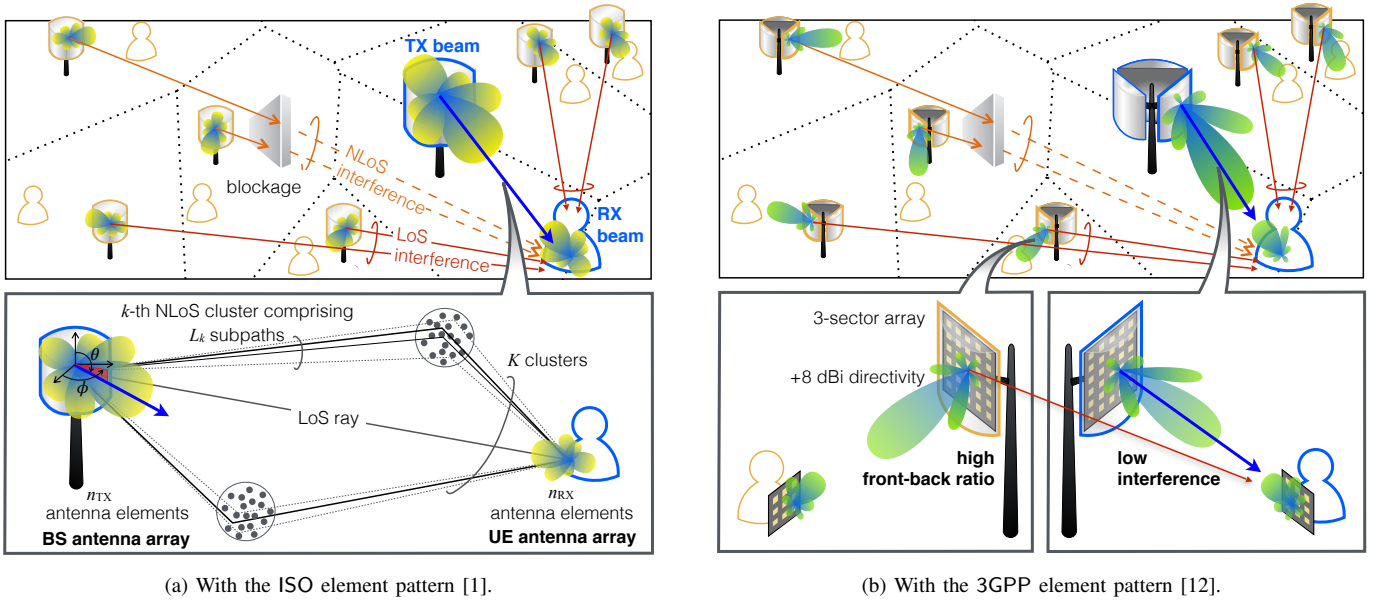 TX beam
NLoS
interference
blockage
RX
beam
LoS
interference
k-th NLoS cluster comprising
Lk subpaths
K clusters
θ
ϕ
LoS ray
nTX
antenna elements
BS antenna array
nRX
antenna elements
UE antenna array
(a) With the ISO element pattern [1].
3-sector array
+8 dBi directivity
high
front-back ratio
low
interference
(b) With the 3GPP element pattern [12].